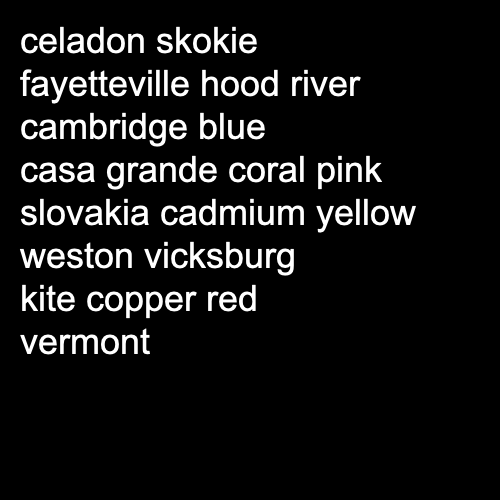 celadon skokie
fayetteville hood river
cambridge blue
casa grande coral pink
slovakia cadmium yellow
weston vicksburg
kite copper red
vermont